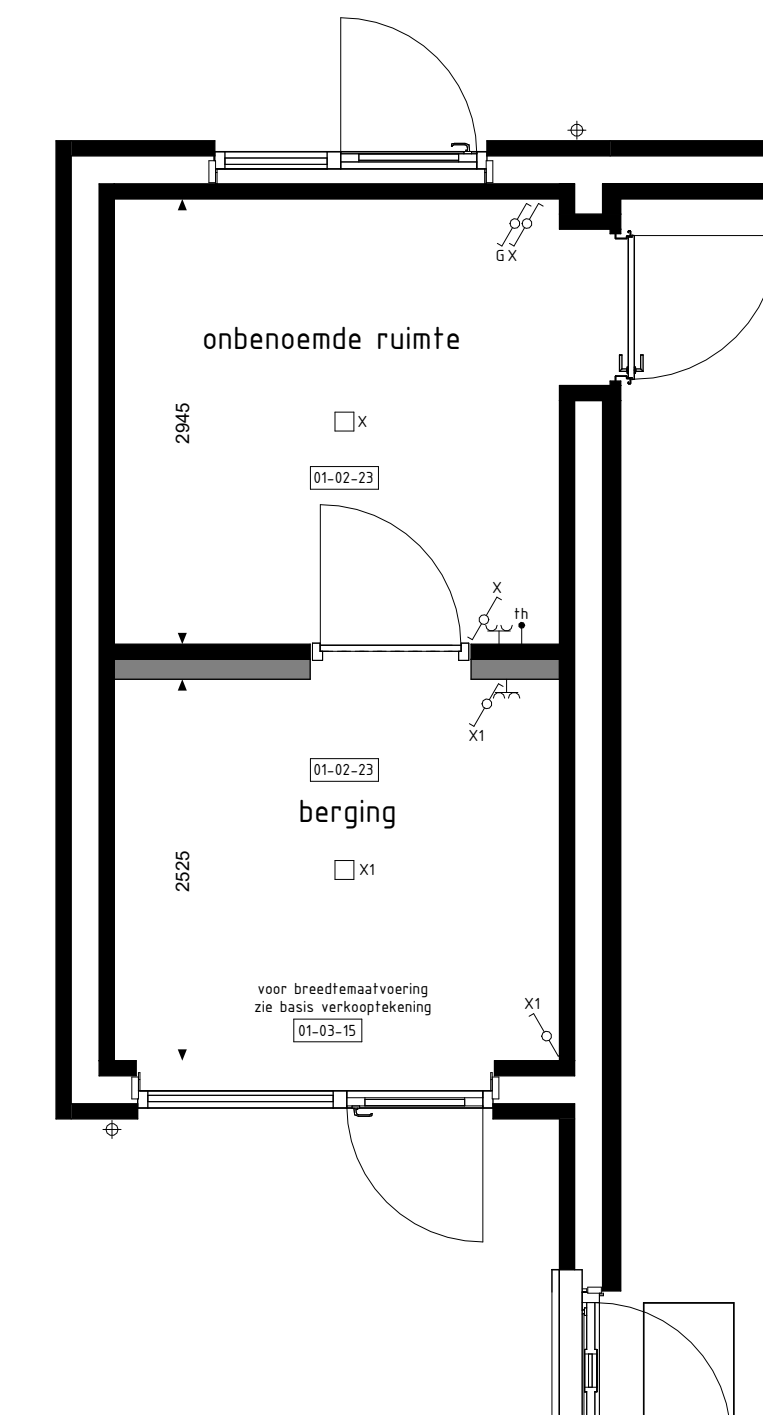 G X
onbenoemde ruimte
2945
X
01-02-23
X
th
X1
01-02-23
berging
2525
X1
voor breedtemaatvoering
zie basis verkooptekening
X1
01-03-15